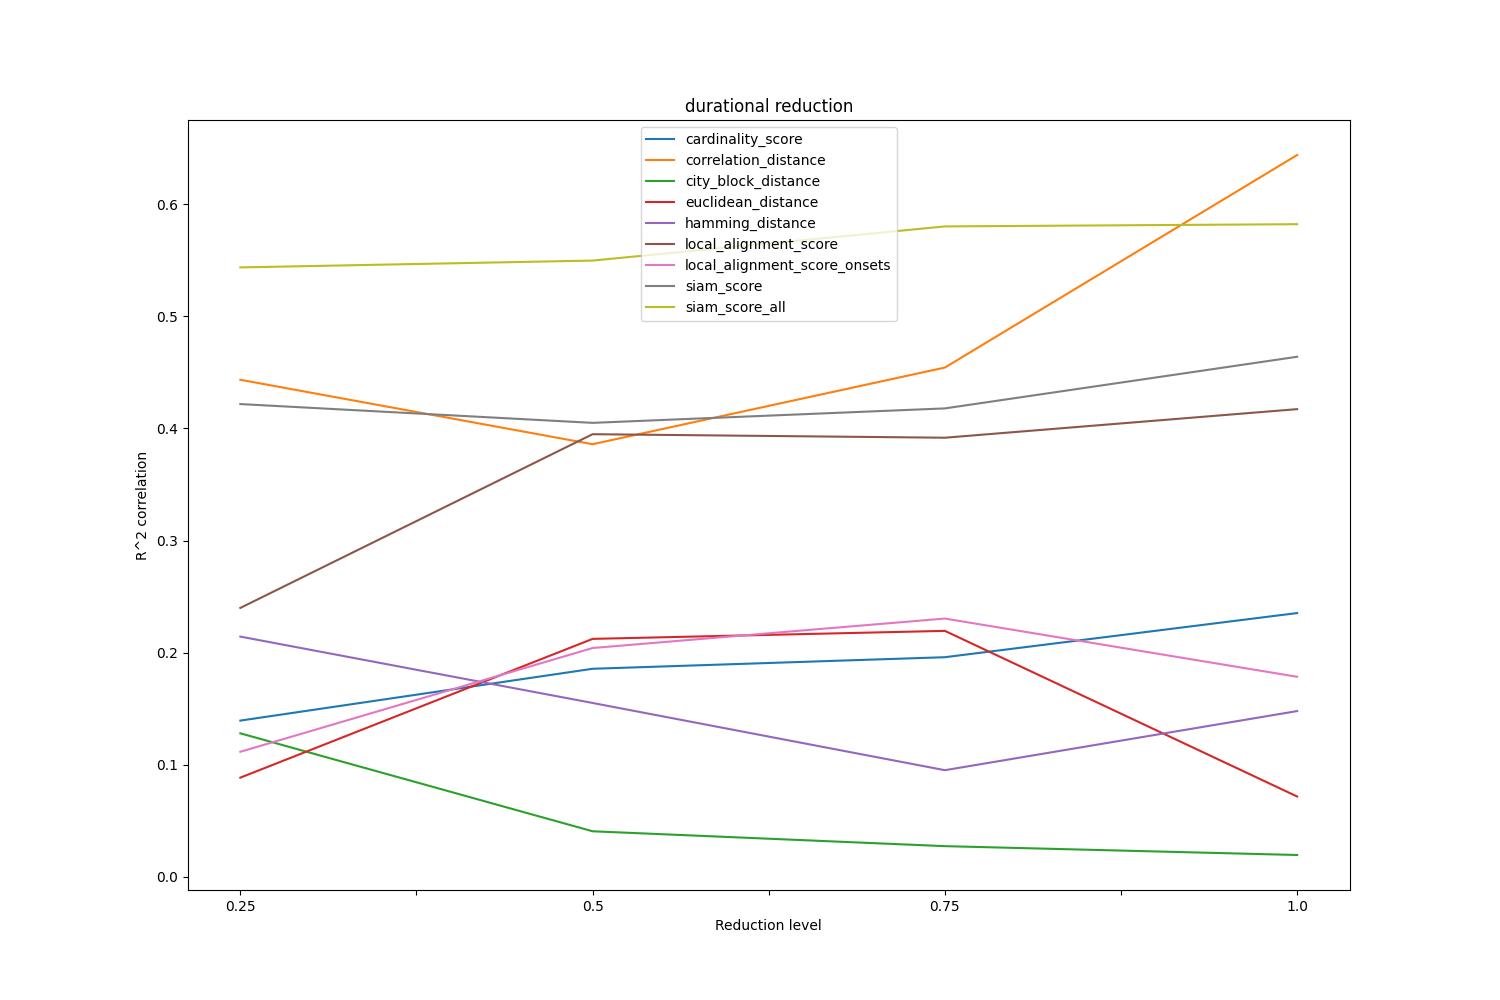 durational reduction
cardinality_score
correlation_distance
city_block_distance
euclidean_distance
hamming_distance
local_alignment_score
local_alignment_score_onsets
siam_score
siam_score_all
R^2 correlation
0.6
0.5
0.4
0.3
0.2
0.1
0.0
0.25 0.5 0.75 1.0
Reduction level